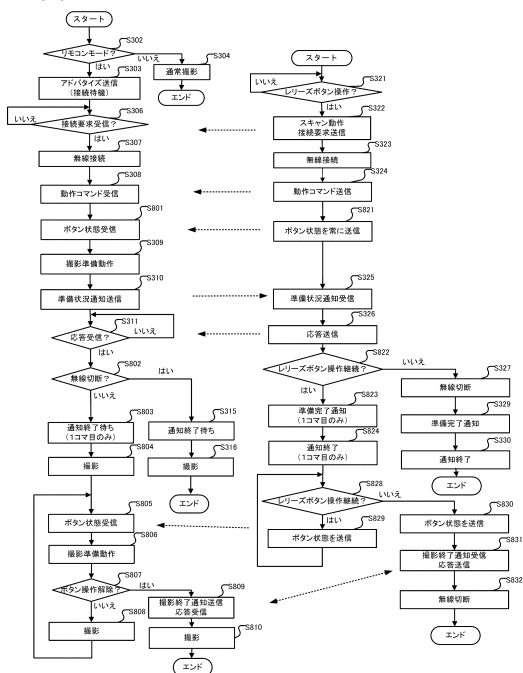 スタート
S302
リモコンモード?
いいえ
はい
S304
通常撮影
エンド
S303
アドバタイズ送信
(接続待機)
S306
接続要求受信?
いいえ
はい
S307
無線接続
S308
動作コマンド受信
S801
ボタン状態受信
S309
撮影準備動作
S310
準備状況通知送信
S311
応答受信?
いいえ
はい
S802
無線切断?
はい
いいえ
S803
通知終了待ち
(1コマ目のみ)
S804
撮影
S315
通知終了待ち
S316
撮影
エンド
S805
ボタン状態受信
S806
撮影準備動作
S807
ボタン操作解除?
はい
いいえ
S808
撮影
S809
撮影終了通知送信
応答受信
S810
撮影
エンド
スタート
S321
いいえ
レリーズボタン操作?
はい
S322
スキャン動作
接続要求送信
S323
無線接続
S324
動作コマンド送信
S821
ボタン状態を常に送信
S325
準備状況通知受信
S326
応答送信
S822
レリーズボタン操作継続?
いいえ
はい
S823
準備完了通知
(1コマ目のみ)
S824
通知終了
(1コマ目のみ)
S327
無線切断
S329
準備完了通知
S330
通知終了
エンド
S828
レリーズボタン操作継続?
いいえ
はい
S829
ボタン状態を送信
S830
ボタン状態を送信
S831
撮影終了通知受信
応答送信
S832
無線切断
エンド